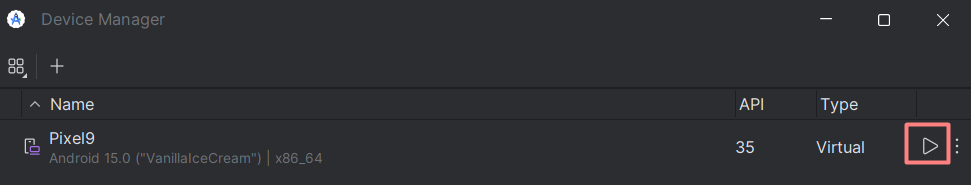 Device Manager
Name API Type
Pixel9 35 Virtual
Android 15.0 ("VanillaIceCream") | x86_64